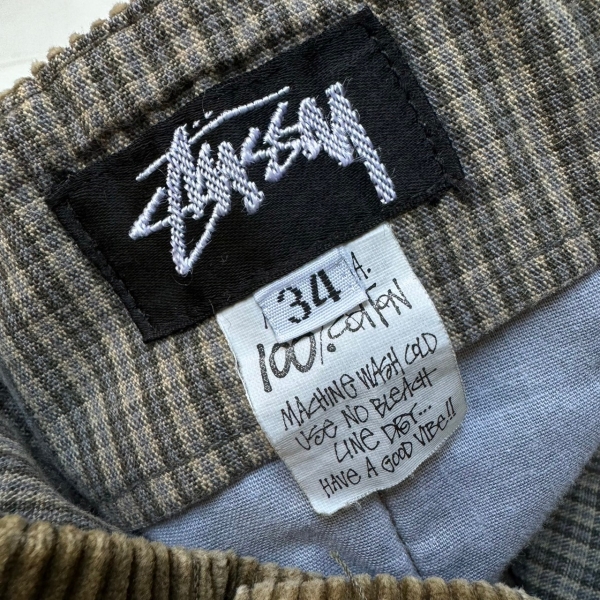 Stüssy
34
A.
100% COTTON
MACHINE WASH COLD
USE NO BLEACH
LINE DRY...
HAVE A GOOD VIBE!!